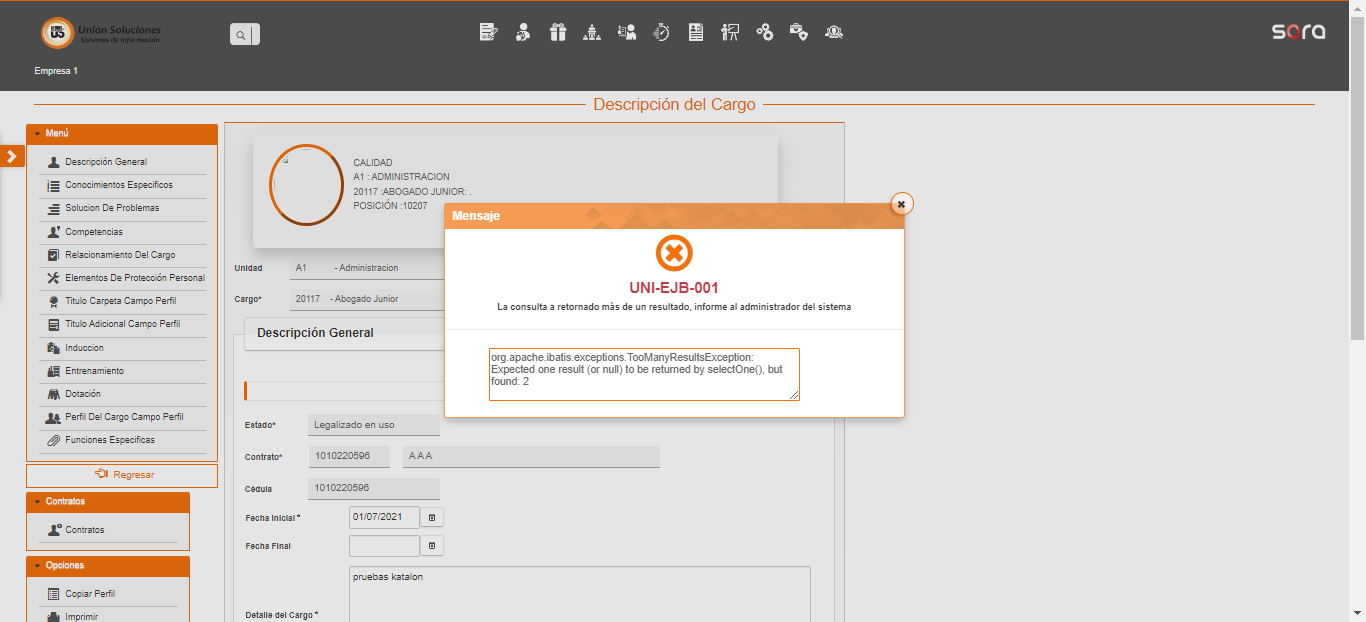 Unión Soluciones
Sistemas de Información
sara
Empresa 1
Descripción del Cargo
Menú
Descripción General
Conocimientos Especificos
Solucion De Problemas
Competencias
Relacionamiento Del Cargo
Elementos De Protección Personal
Titulo Carpeta Campo Perfil
Titulo Adicional Campo Perfil
Induccion
Entrenamiento
Dotación
Perfil Del Cargo Campo Perfil
Funciones Especificas
Regresar
Contratos
Contratos
Opciones
Copiar Perfil
Imprimir
CALIDAD
A1 : ADMINISTRACION
20117 :ABOGADO JUNIOR: .
POSICIÓN :10207
Unidad A1 - Administracion
Cargo* 20117 - Abogado Junior
Descripción General
Estado* Legalizado en uso
Contrato* 1010220596 A A A
Cédula 1010220596
Fecha Inicial * 01/07/2021
Fecha Final
Detalle del Cargo * pruebas katalon
Mensaje
UNI-EJB-001
La consulta a retornado más de un resultado, informe al administrador del sistema
org.apache.ibatis.exceptions.TooManyResultsException:
Expected one result (or null) to be returned by selectOne(), but
found: 2